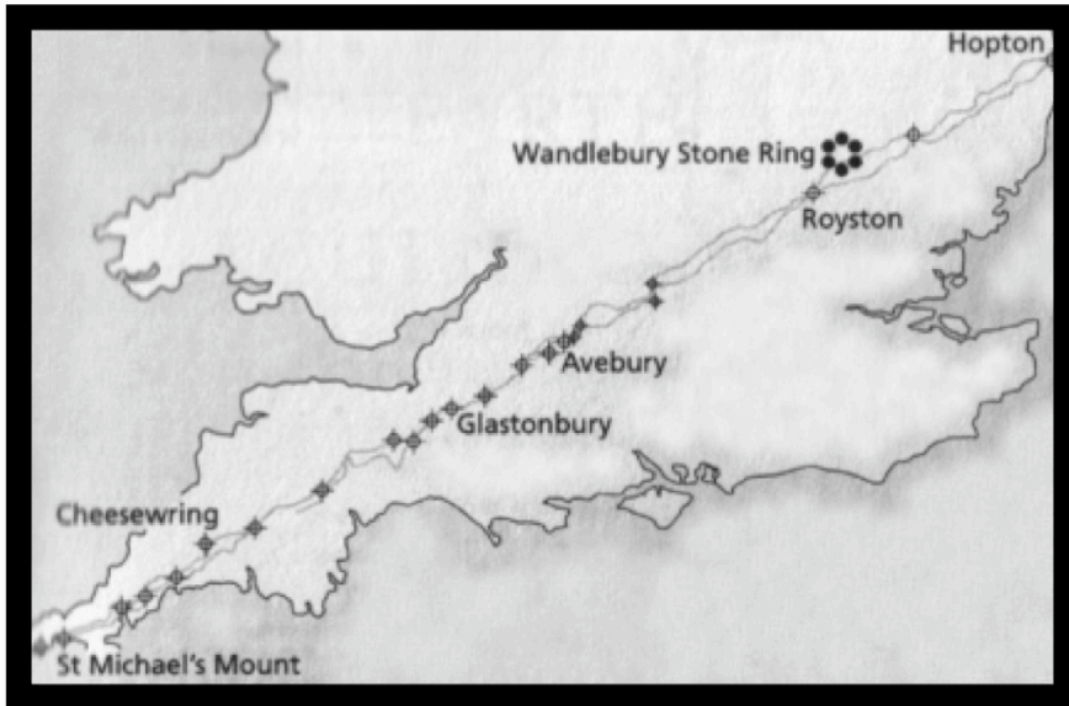 Hopton
Wandlebury Stone Ring
Royston
Avebury
Glastonbury
Cheesewring
St Michael's Mount